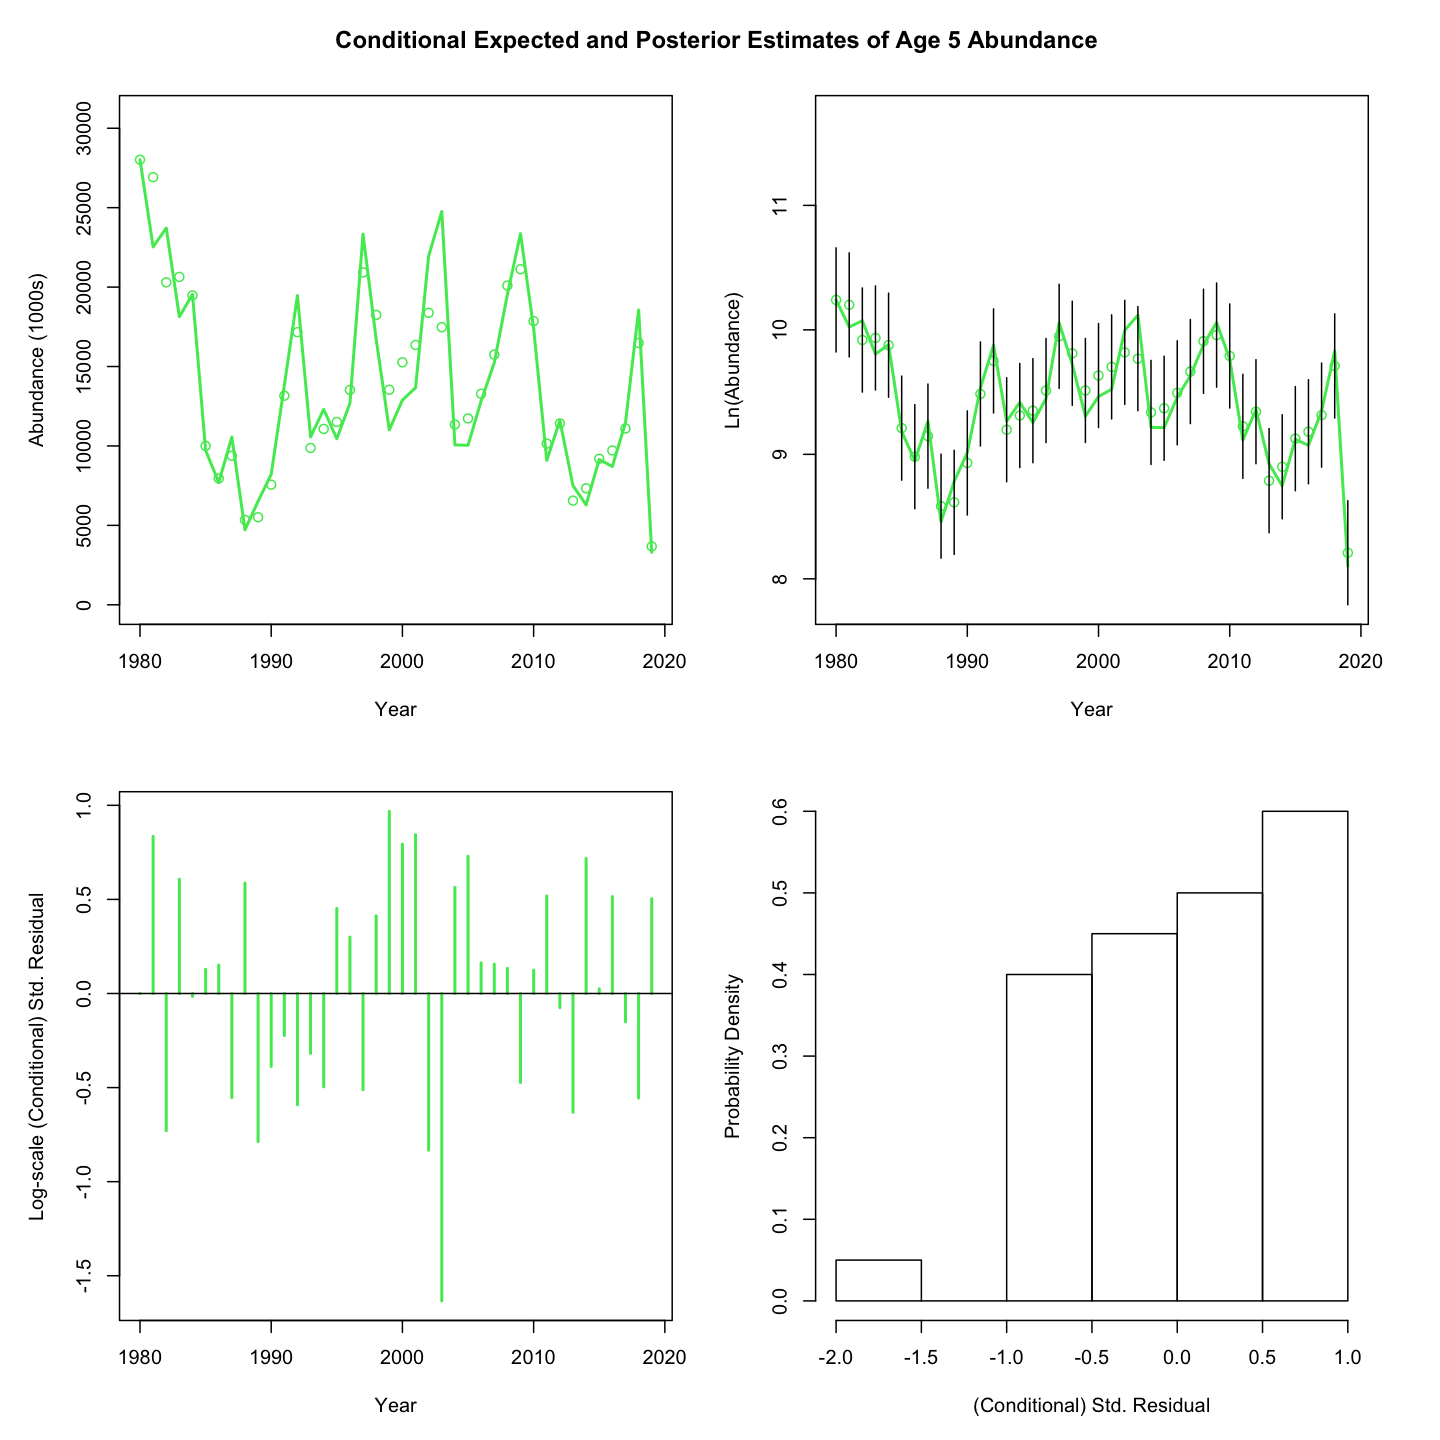 Conditional Expected and Posterior Estimates of Age 5 Abundance
Abundance (1000s)
30000
25000
20000
15000
10000
5000
0
1980 1990 2000 2010 2020
Year
Ln(Abundance)
11
10
9
8
1980 1990 2000 2010 2020
Year
Log-scale (Conditional) Std. Residual
1.0
0.5
0.0
-0.5
-1.0
-1.5
1980 1990 2000 2010 2020
Year
Probability Density
0.6
0.5
0.4
0.3
0.2
0.1
0.0
-2.0 -1.5 -1.0 -0.5 0.0 0.5 1.0
(Conditional) Std. Residual